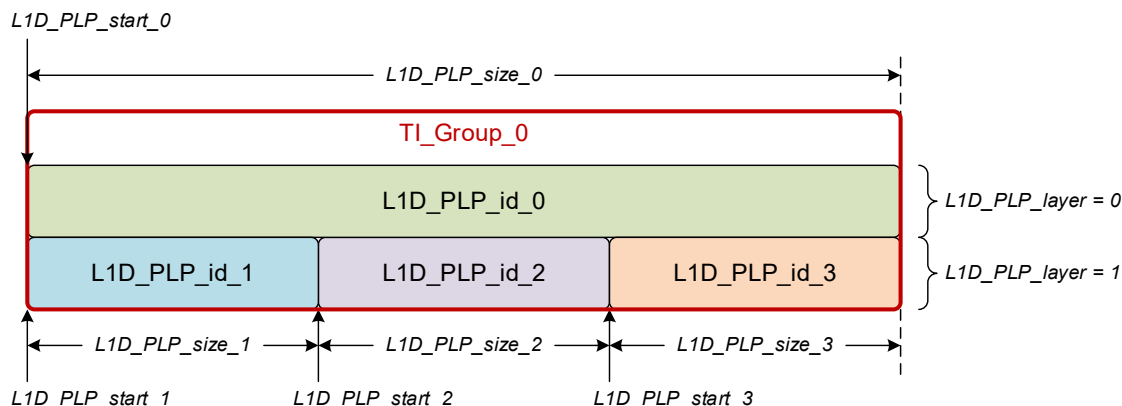 L1D_PLP_start_0
L1D_PLP_size_0
TI_Group_0
L1D_PLP_id_0
L1D_PLP_layer = 0
L1D_PLP_id_1
L1D_PLP_id_2
L1D_PLP_id_3
L1D_PLP_layer = 1
L1D_PLP_size_1
L1D_PLP_size_2
L1D_PLP_size_3
L1D_PLP_start_1
L1D_PLP_start_2
L1D_PLP_start_3